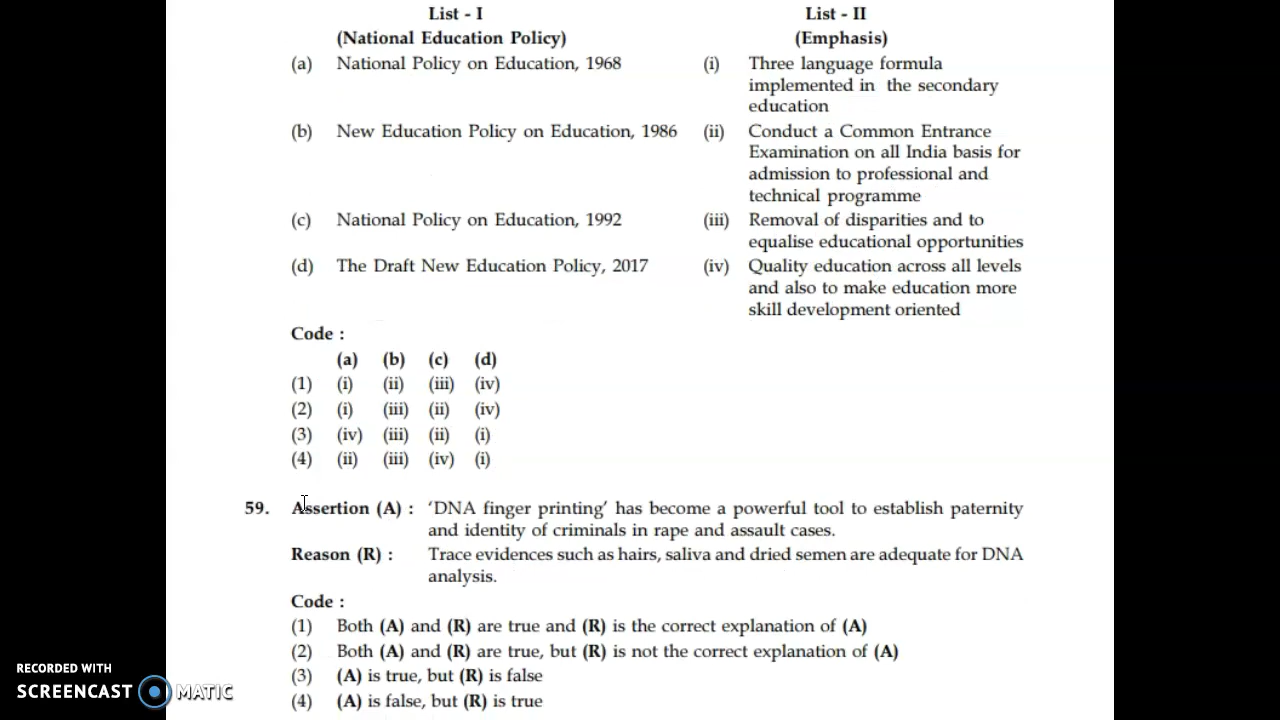 List - I List - II
(National Education Policy) (Emphasis)
(a) National Policy on Education, 1968 (i) Three language formula
implemented in the secondary
education
(b) New Education Policy on Education, 1986 (ii) Conduct a Common Entrance
Examination on all India basis for
admission to professional and
technical programme
(c) National Policy on Education, 1992 (iii) Removal of disparities and to
equalise educational opportunities
(d) The Draft New Education Policy, 2017 (iv) Quality education across all levels
and also to make education more
skill development oriented
Code :
(a) (b) (c) (d)
(1) (i) (ii) (iii) (iv)
(2) (i) (iii) (ii) (iv)
(3) (iv) (iii) (ii) (i)
(4) (ii) (iii) (iv) (i)
59. Assertion (A) : 'DNA finger printing' has become a powerful tool to establish paternity
and identity of criminals in rape and assault cases.
Reason (R) : Trace evidences such as hairs, saliva and dried semen are adequate for DNA
analysis.
Code :
(1) Both (A) and (R) are true and (R) is the correct explanation of (A)
(2) Both (A) and (R) are true, but (R) is not the correct explanation of (A)
(3) (A) is true, but (R) is false
(4) (A) is false, but (R) is true
RECORDED WITH
SCREENCAST MATIC